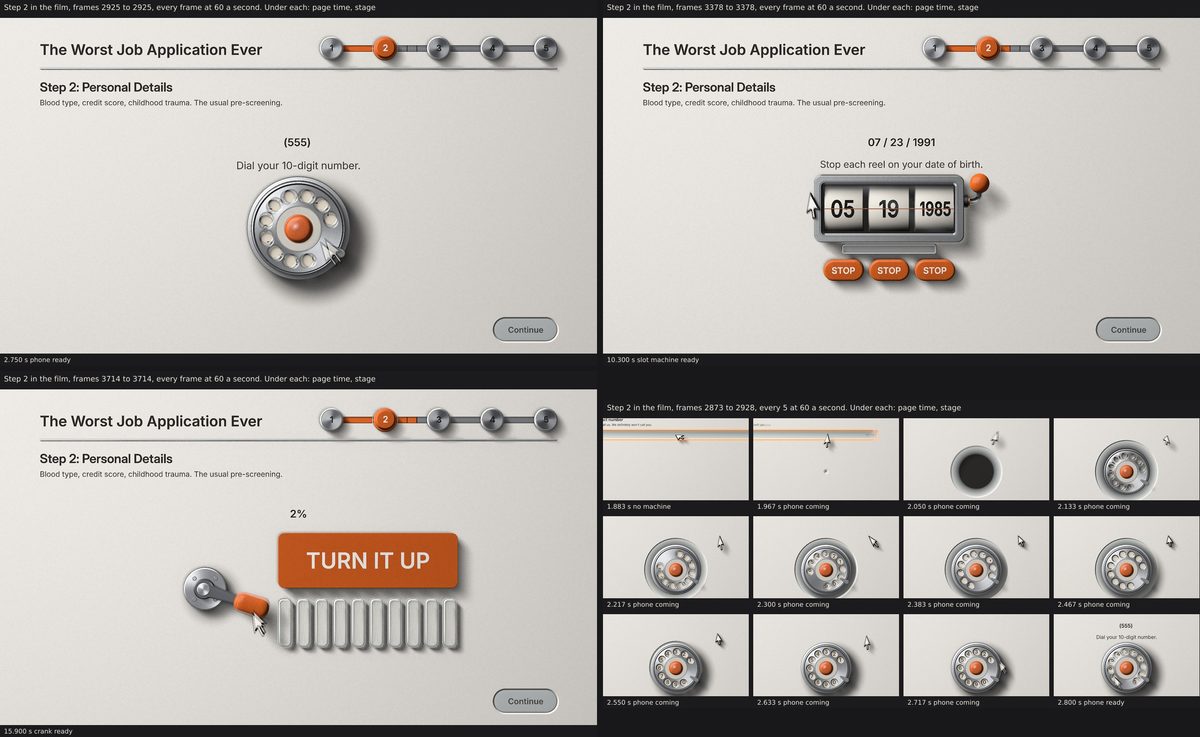 Step 2 in the film, frames 2925 to 2925, every frame at 60 a second. Under each: page time, stage
The Worst Job Application Ever
1 2 3 4 5
Step 2: Personal Details
Blood type, credit score, childhood trauma. The usual pre-screening.
(555)
Dial your 10-digit number.
Continue
2.750 s phone ready
Step 2 in the film, frames 3378 to 3378, every frame at 60 a second. Under each: page time, stage
The Worst Job Application Ever
1 2 3 4 5
Step 2: Personal Details
Blood type, credit score, childhood trauma. The usual pre-screening.
07 / 23 / 1991
Stop each reel on your date of birth.
05 19 1985
STOP STOP STOP
Continue
10.300 s slot machine ready
Step 2 in the film, frames 3714 to 3714, every frame at 60 a second. Under each: page time, stage
The Worst Job Application Ever
1 2 3 4 5
Step 2: Personal Details
Blood type, credit score, childhood trauma. The usual pre-screening.
2%
TURN IT UP
Continue
15.900 s crank ready
Step 2 in the film, frames 2873 to 2928, every 5 at 60 a second. Under each: page time, stage
1.883 s no machine
1.967 s phone coming
2.050 s phone coming
2.133 s phone coming
2.217 s phone coming
2.300 s phone coming
2.383 s phone coming
2.467 s phone coming
(555)
Dial your 10-digit number.
2.550 s phone coming
2.633 s phone coming
2.717 s phone coming
2.800 s phone ready